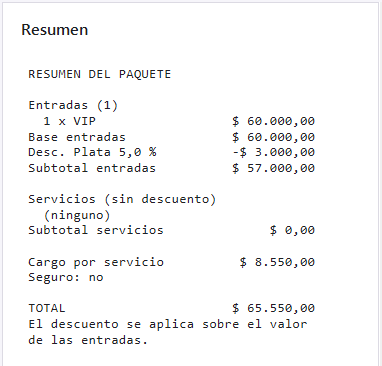 Resumen
RESUMEN DEL PAQUETE
Entradas (1)
1 x VIP $ 60.000,00
Base entradas $ 60.000,00
Desc. Plata 5,0 % -$ 3.000,00
Subtotal entradas $ 57.000,00
Servicios (sin descuento)
(ninguno)
Subtotal servicios $ 0,00
Cargo por servicio $ 8.550,00
Seguro: no
TOTAL $ 65.550,00
El descuento se aplica sobre el valor
de las entradas.